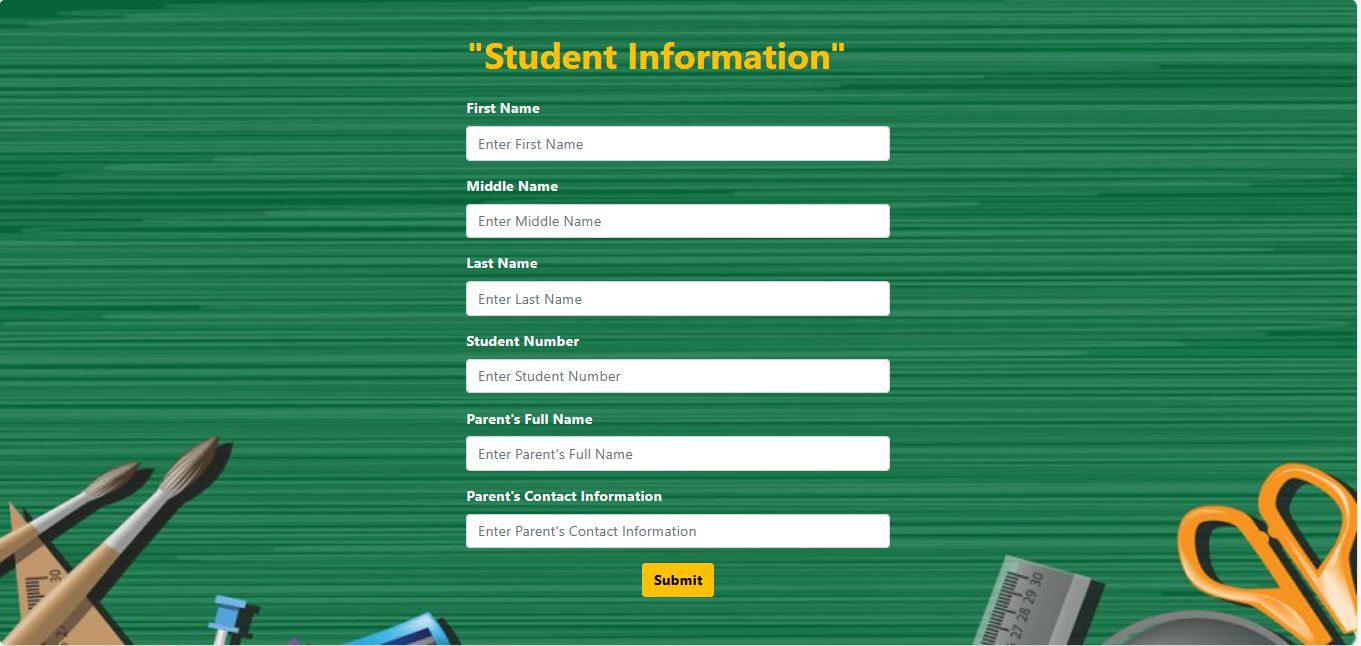 "Student Information"
First Name
Enter First Name
Middle Name
Enter Middle Name
Last Name
Enter Last Name
Student Number
Enter Student Number
Parent's Full Name
Enter Parent's Full Name
Parent's Contact Information
Enter Parent's Contact Information
Submit
30
30
29
28
27